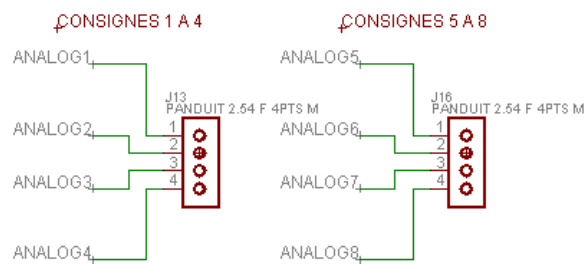 CONSIGNES 1 A 4
ANALOG1
J13
PANDUIT 2.54 F 4PTS M
1
ANALOG2
2
3
ANALOG3
4
ANALOG4
CONSIGNES 5 A 8
ANALOG5
J16
PANDUIT 2.54 F 4PTS M
1
ANALOG6
2
3
ANALOG7
4
ANALOG8